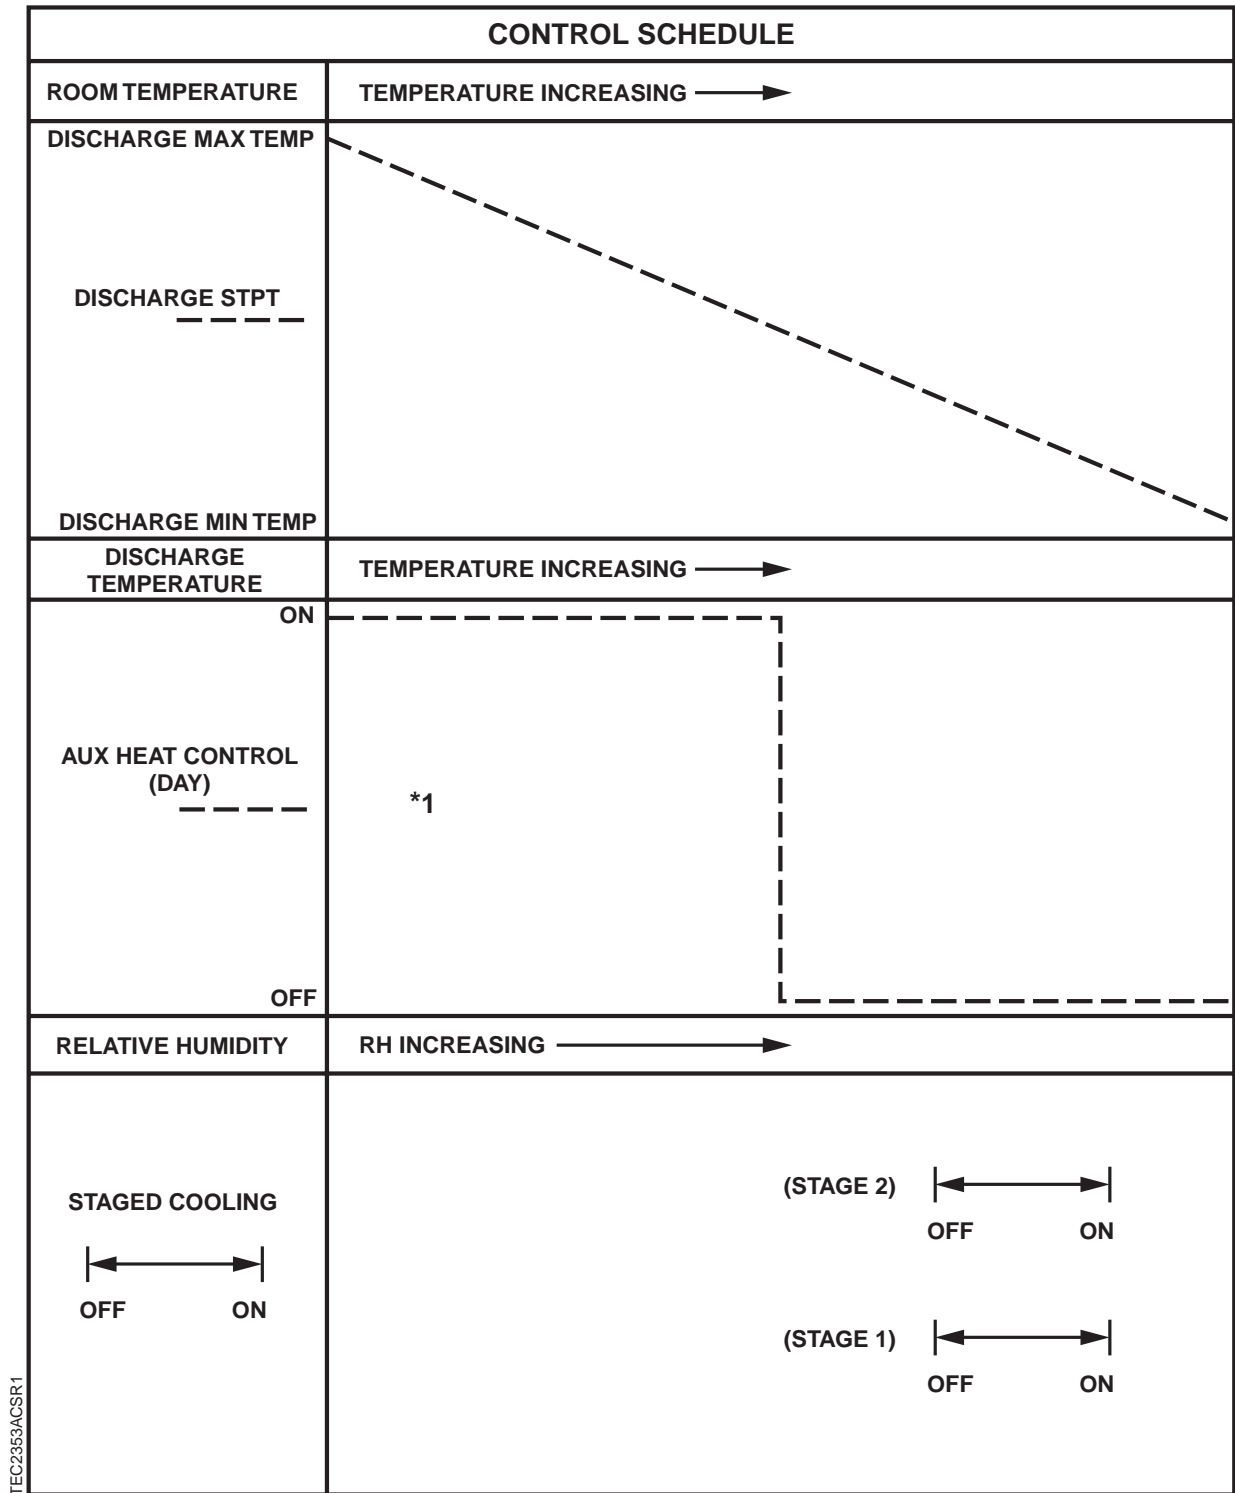 CONTROL SCHEDULE
ROOM TEMPERATURE
TEMPERATURE INCREASING
DISCHARGE MAX TEMP
DISCHARGE STPT
DISCHARGE MIN TEMP
DISCHARGE
TEMPERATURE
TEMPERATURE INCREASING
ON
AUX HEAT CONTROL
(DAY)
*1
OFF
RELATIVE HUMIDITY
RH INCREASING
STAGED COOLING
OFF ON
(STAGE 2)
OFF ON
(STAGE 1)
OFF ON
TEC2353ACSR1